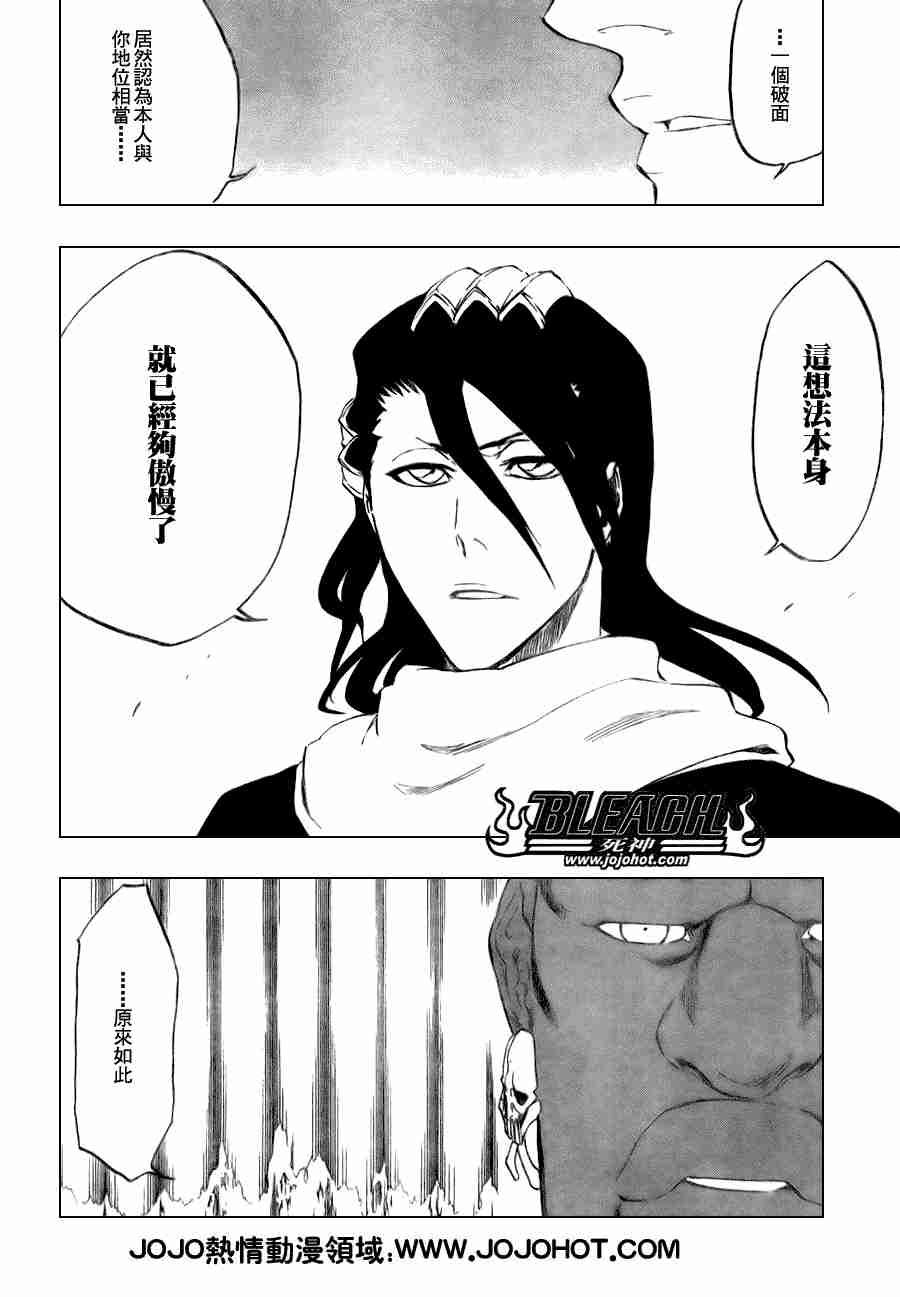 …一個破面
居然認為本人與
你地位相當……
這想法本身
就已經夠傲慢了
BLEACH
死神
www.jojohot.com
……原來如此
JOJO熱情動漫領域:WWW.JOJOHOT.COM